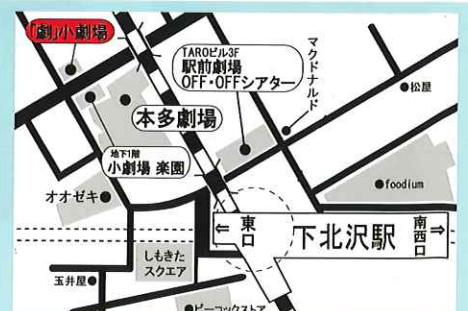 「劇」小劇場
TAROビル3F
駅前劇場
OFF・OFFシアター
マクドナルド
松屋
本多劇場
地下1階
小劇場 楽園
オオゼキ
foodium
⇐ 東口
下北沢駅
南西口 ⇒
しもきた
スクエア
玉井屋
ピーコックストア